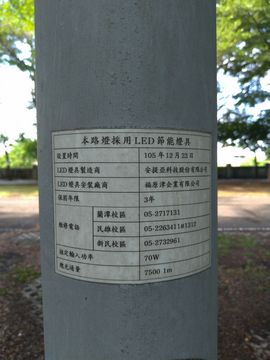 本路燈採用LED節能燈具
設置時間 105年12月23日
LED燈具製造商 安提亞科技股份有限公司
LED燈具安裝廠商 福原津企業有限公司
保固年限 3年
維修電話 蘭潭校區 05-2717131
民雄校區 05-2263411#1212
新民校區 05-2732961
額定輸入功率 70W
總光通量 7500 lm